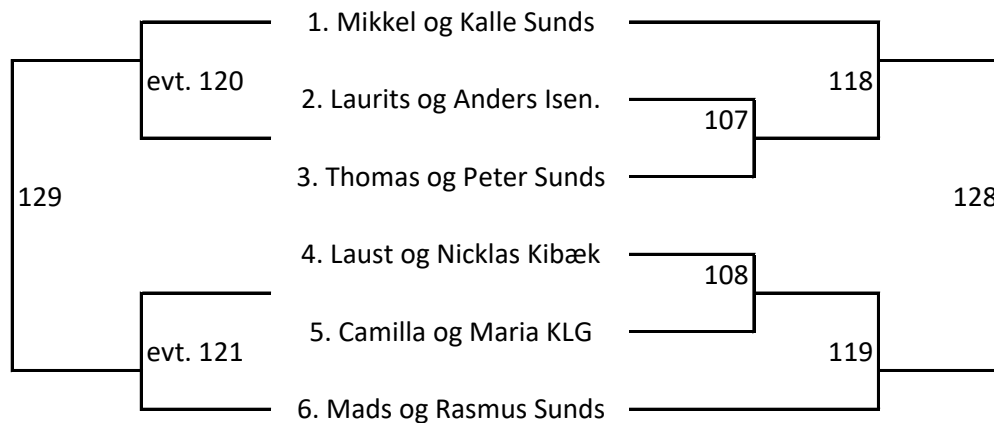 1. Mikkel og Kalle Sunds
evt. 120
118
2. Laurits og Anders Isen.
107
3. Thomas og Peter Sunds
129
128
4. Laust og Nicklas Kibæk
108
5. Camilla og Maria KLG
evt. 121
119
6. Mads og Rasmus Sunds